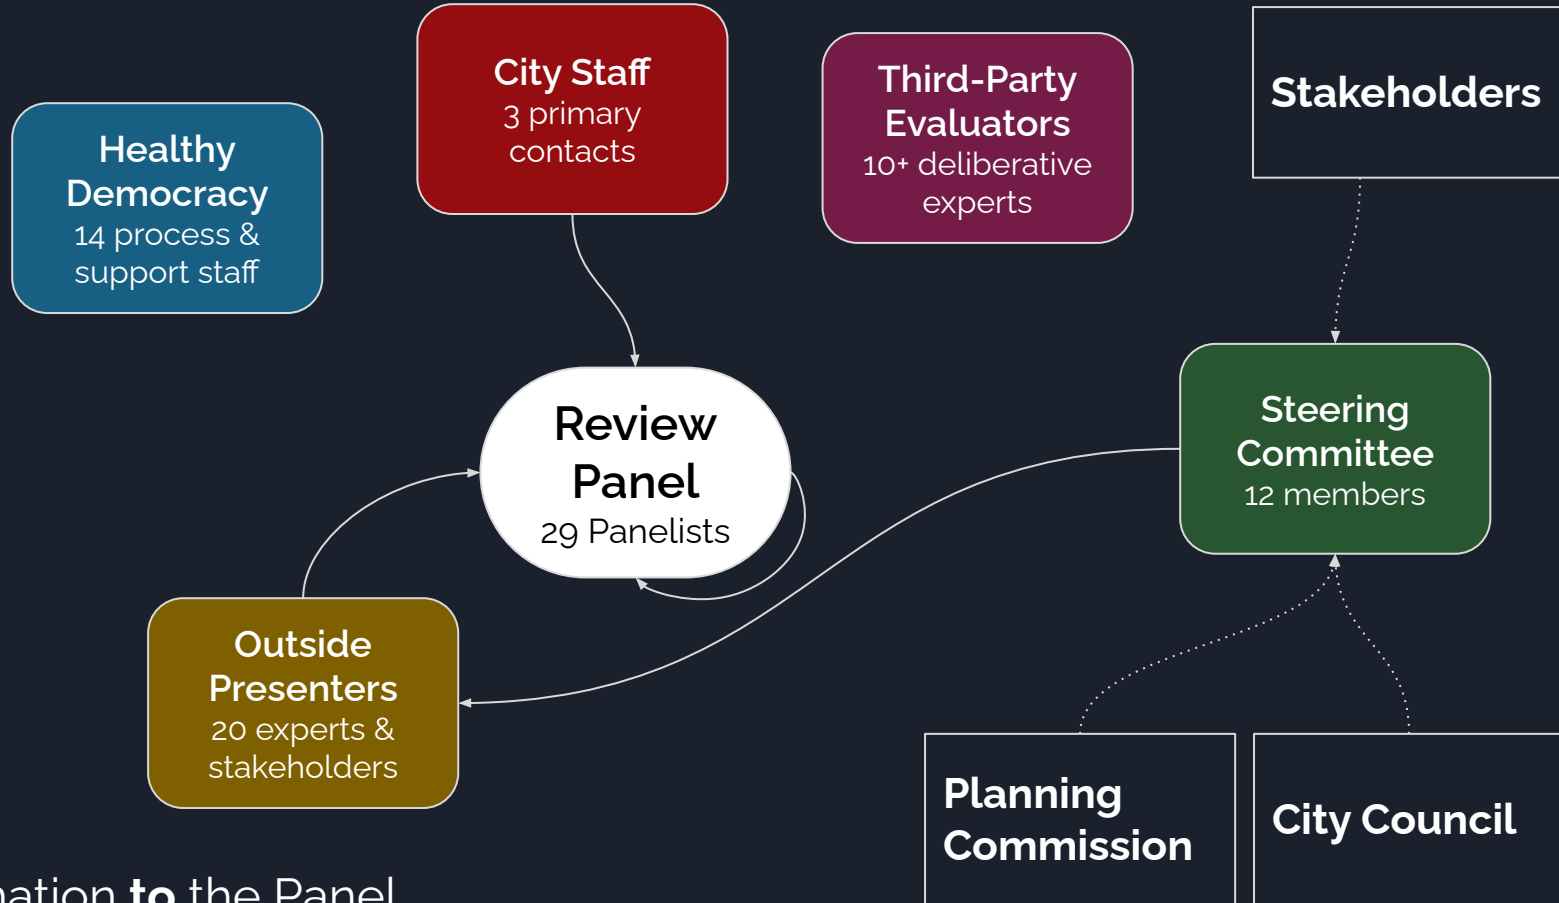 City Staff
3 primary
contacts
Third-Party
Evaluators
10+ deliberative
experts
Stakeholders
Healthy
Democracy
14 process &
support staff
Review
Panel
29 Panelists
Steering
Committee
12 members
Outside
Presenters
20 experts &
stakeholders
Planning
Commission
City Council
to the Panel